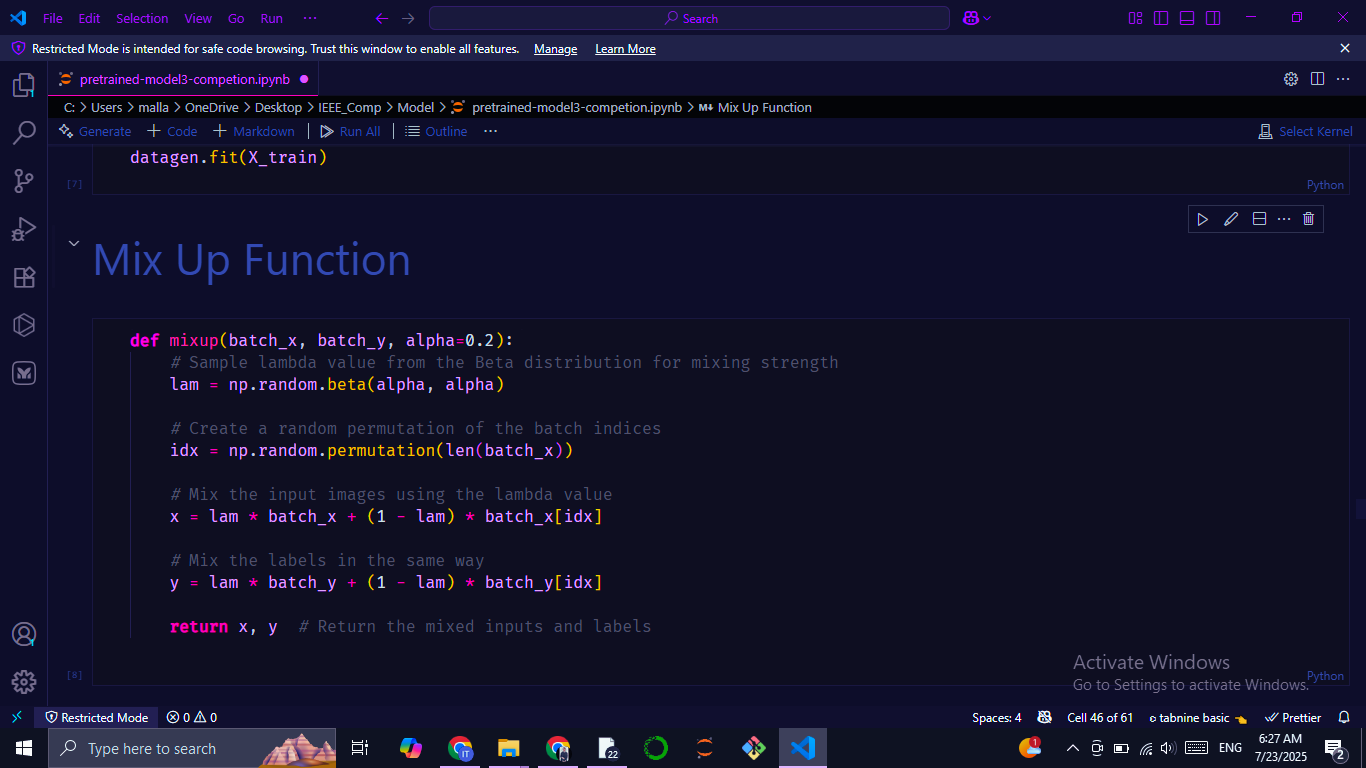 File Edit Selection View Go Run ··· Search
Restricted Mode is intended for safe code browsing. Trust this window to enable all features. Manage Learn More
pretrained-model3-competion.ipynb
C: > Users > malla > OneDrive > Desktop > IEEE_Comp > Model > pretrained-model3-competion.ipynb > M↓ Mix Up Function
Generate + Code + Markdown Run All Outline ··· Select Kernel
datagen.fit(X_train)
[7] Python
Mix Up Function
def mixup(batch_x, batch_y, alpha=0.2):
# Sample lambda value from the Beta distribution for mixing strength
lam = np.random.beta(alpha, alpha)
# Create a random permutation of the batch indices
idx = np.random.permutation(len(batch_x))
# Mix the input images using the lambda value
x = lam * batch_x + (1 - lam) * batch_x[idx]
# Mix the labels in the same way
y = lam * batch_y + (1 - lam) * batch_y[idx]
return x, y # Return the mixed inputs and labels
Activate Windows
[8] Python
Go to Settings to activate Windows.
Restricted Mode 0 0 Spaces: 4 Cell 46 of 61 tabnine basic Prettier
Type here to search IT 22 1 ENG 6:27 AM
7/23/2025 2